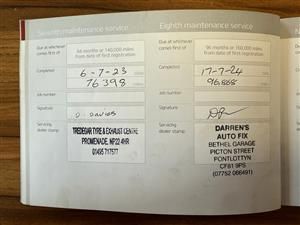 Seventh maintenance service
Due at whichever comes first of
84 months or 140,000 miles from date of first registration
Completed
6-7-23
76398
Job number
Signature
D. DAVIES
Servicing dealer stamp
TREDEGAR TYRE & EXHAUST CENTRE
PROMENADE, NP22 4HR
01495 717577
Eighth maintenance service
Due at whichever comes first of
96 months or 160,000 miles from date of first registration
Completed
17-7-24
96868
Job number
Signature
Servicing dealer stamp
DARREN'S
AUTO FIX
BETHEL GARAGE
PICTON STREET
PONTLOTTYN
CF81 9PS
(07752 066491)